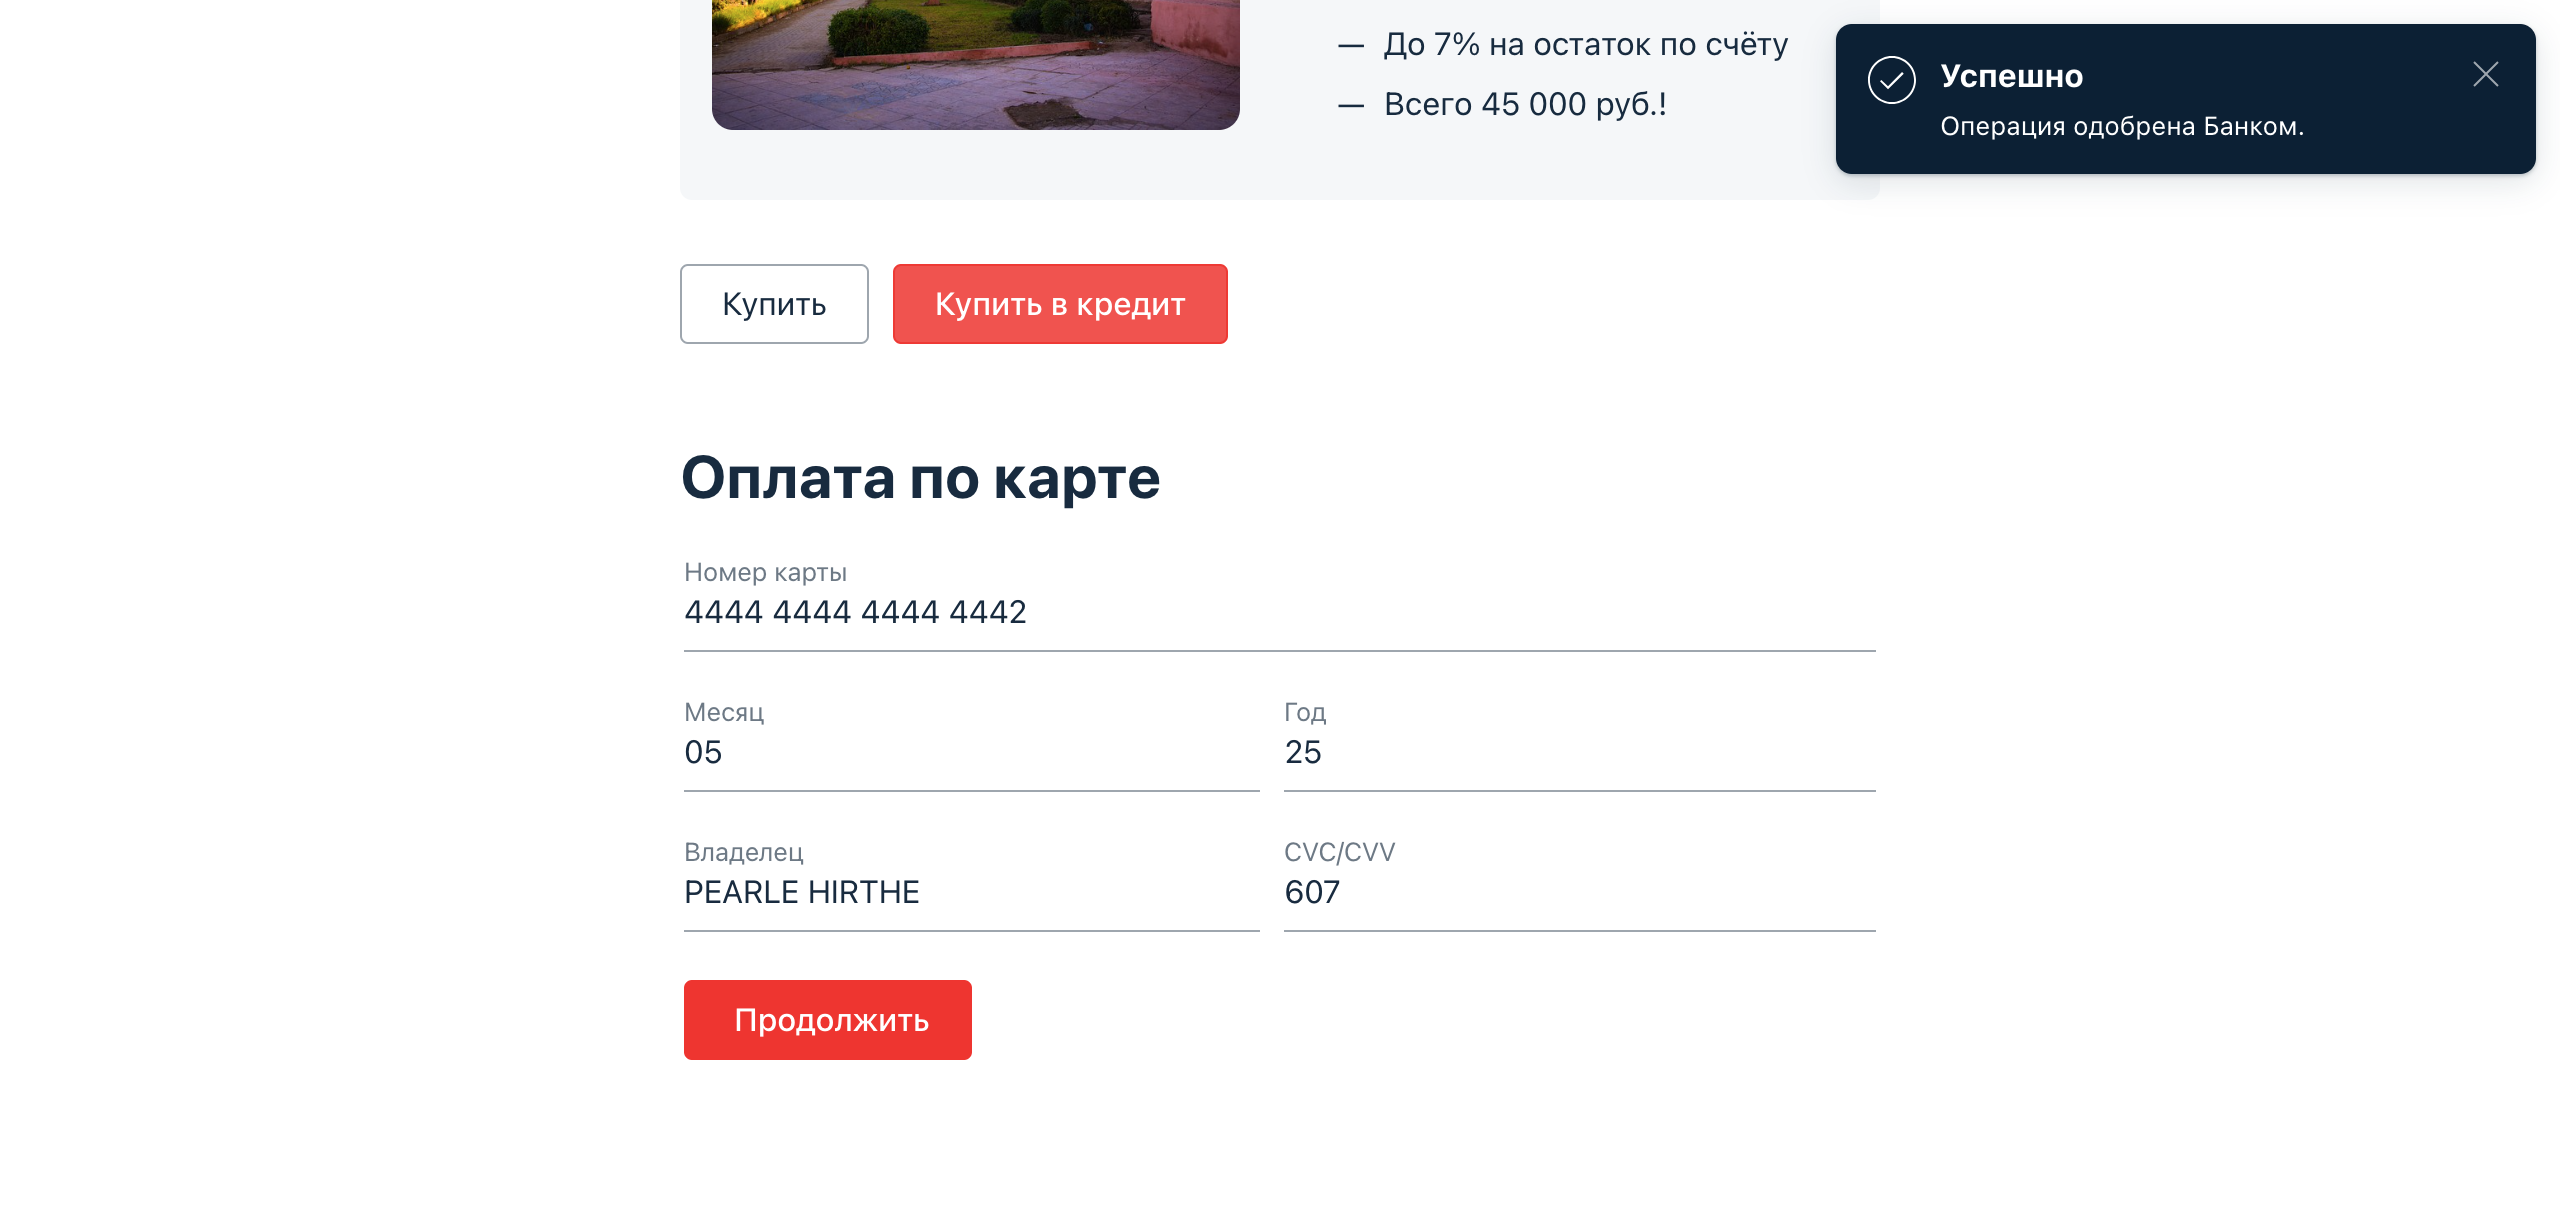 — До 7% на остаток по счёту
— Всего 45 000 руб.!
Успешно
Операция одобрена Банком.
Купить
Купить в кредит
Оплата по карте
Номер карты
4444 4444 4444 4442
Месяц
05
Год
25
Владелец
PEARLE HIRTHE
CVC/CVV
607
Продолжить